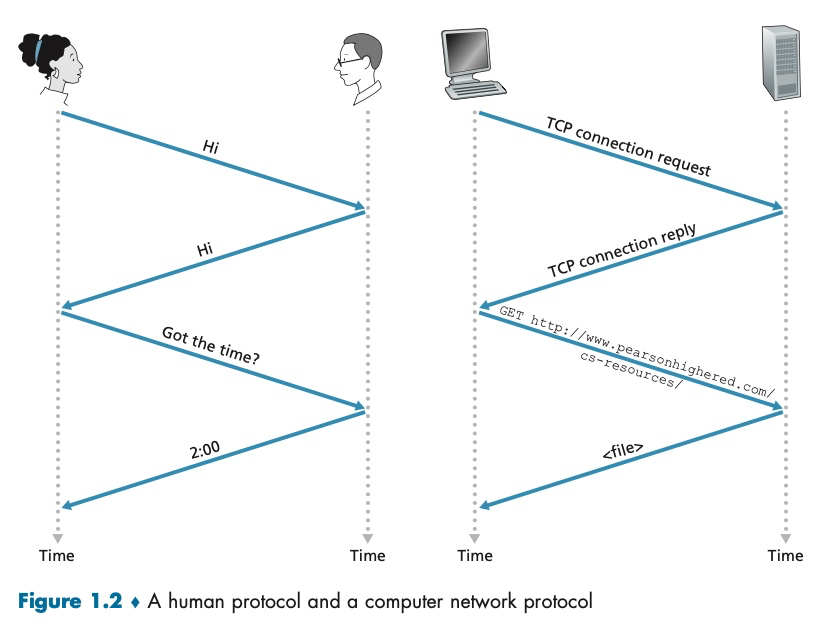 Hi
Hi
Got the time?
2:00
Time
Time
TCP connection request
TCP connection reply
GET http://www.pearsonhighered.com/
cs-resources/
<file>
Time
Time
Figure 1.2 ♦ A human protocol and a computer network protocol